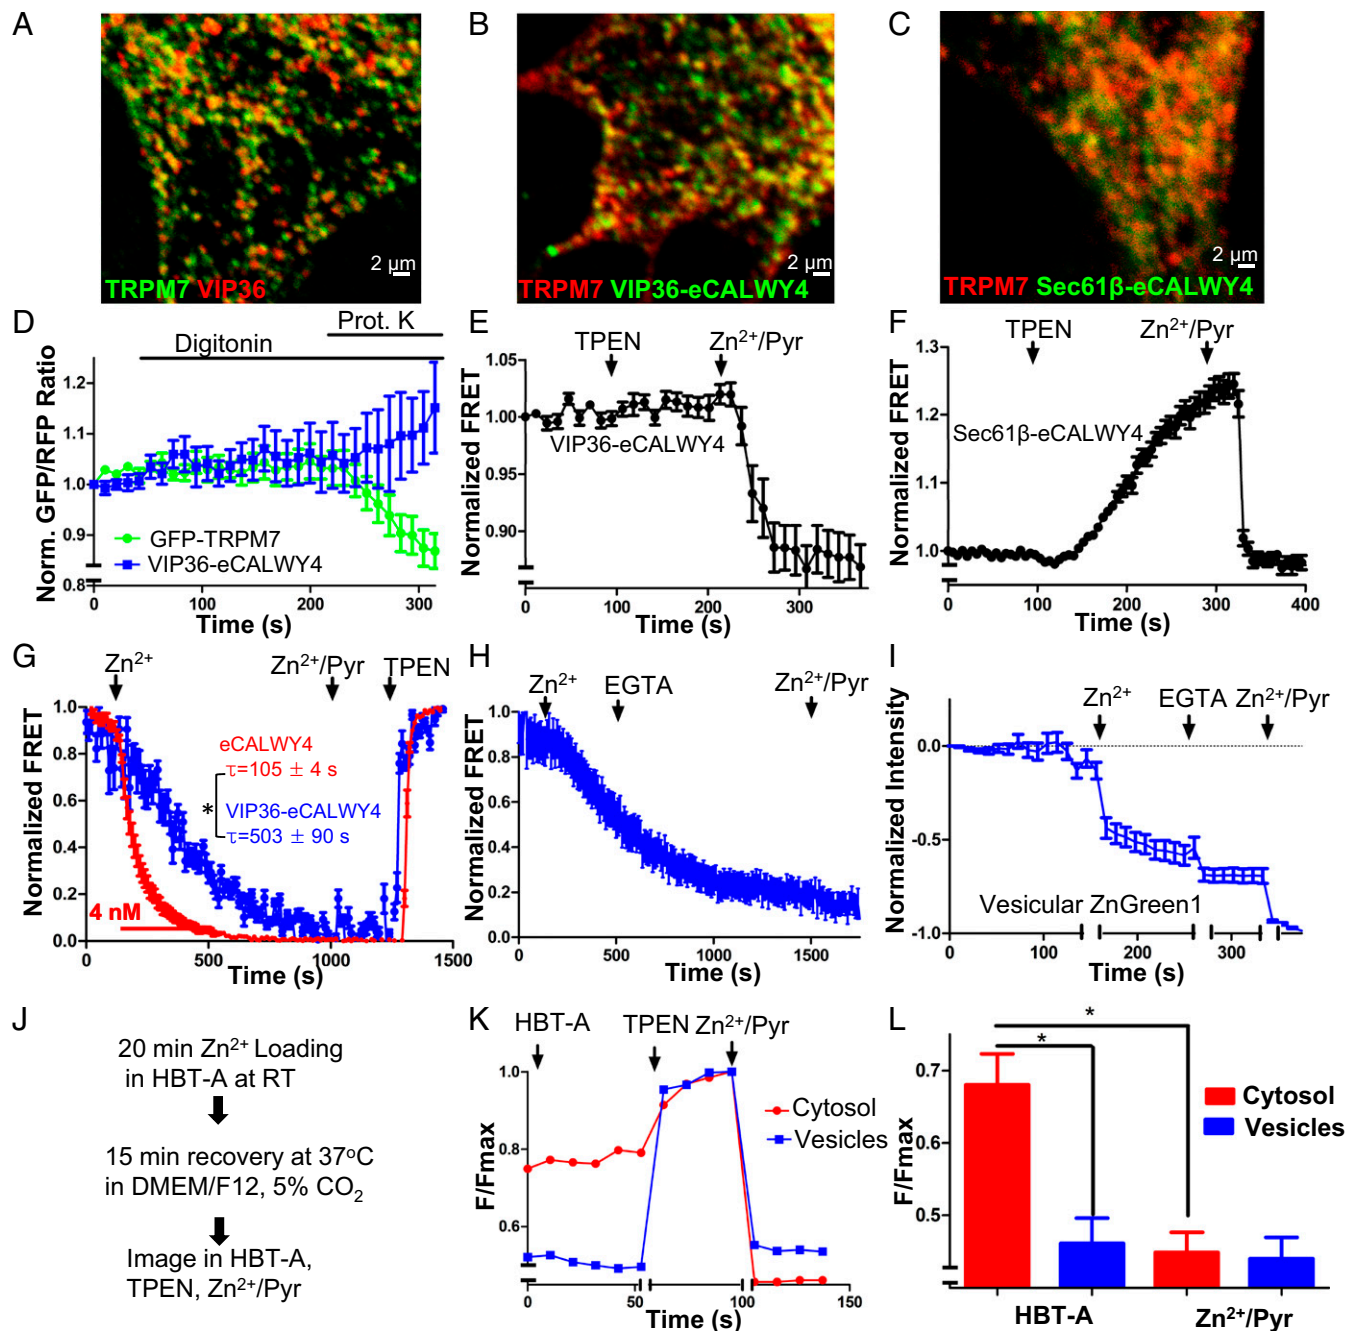 A
B
C
2 µm
2 µm
2 µm
TRPM7 VIP36
TRPM7 VIP36-eCALWY4
TRPM7 Sec61β-eCALWY4
D
Prot. K
Digitonin
Norm. GFP/RFP Ratio
1.2
1.1
1.0
0.9
0.8
GFP-TRPM7
VIP36-eCALWY4
0
100
200
300
Time (s)
E
TPEN
Zn²⁺/Pyr
Normalized FRET
1.05
1.00
0.95
0.90
VIP36-eCALWY4
0
100
200
300
Time (s)
F
TPEN
Zn²⁺/Pyr
Normalized FRET
1.3
1.2
1.1
1.0
Sec61β-eCALWY4
0
100
200
300
400
Time (s)
G
Zn²⁺
Zn²⁺/Pyr
TPEN
Normalized FRET
1.0
0.8
0.6
0.4
0.2
0.0
eCALWY4
τ=105 ± 4 s
*
VIP36-eCALWY4
τ=503 ± 90 s
4 nM
0
500
1000
1500
Time (s)
H
Zn²⁺
EGTA
Zn²⁺/Pyr
Normalized FRET
1.0
0.8
0.6
0.4
0.2
0.0
0
500
1000
1500
Time (s)
I
Zn²⁺
EGTA
Zn²⁺/Pyr
Normalized Intensity
0.0
-0.5
-1.0
Vesicular ZnGreen1
0
100
200
300
Time (s)
J
20 min Zn²⁺ Loading
in HBT-A at RT
15 min recovery at 37°C
in DMEM/F12, 5% CO₂
Image in HBT-A,
TPEN, Zn²⁺/Pyr
K
HBT-A
TPEN
Zn²⁺/Pyr
F/Fmax
1.0
0.8
0.6
Cytosol
Vesicles
0
50
100
150
Time (s)
L
*
*
F/Fmax
0.7
0.6
0.5
Cytosol
Vesicles
HBT-A
Zn²⁺/Pyr